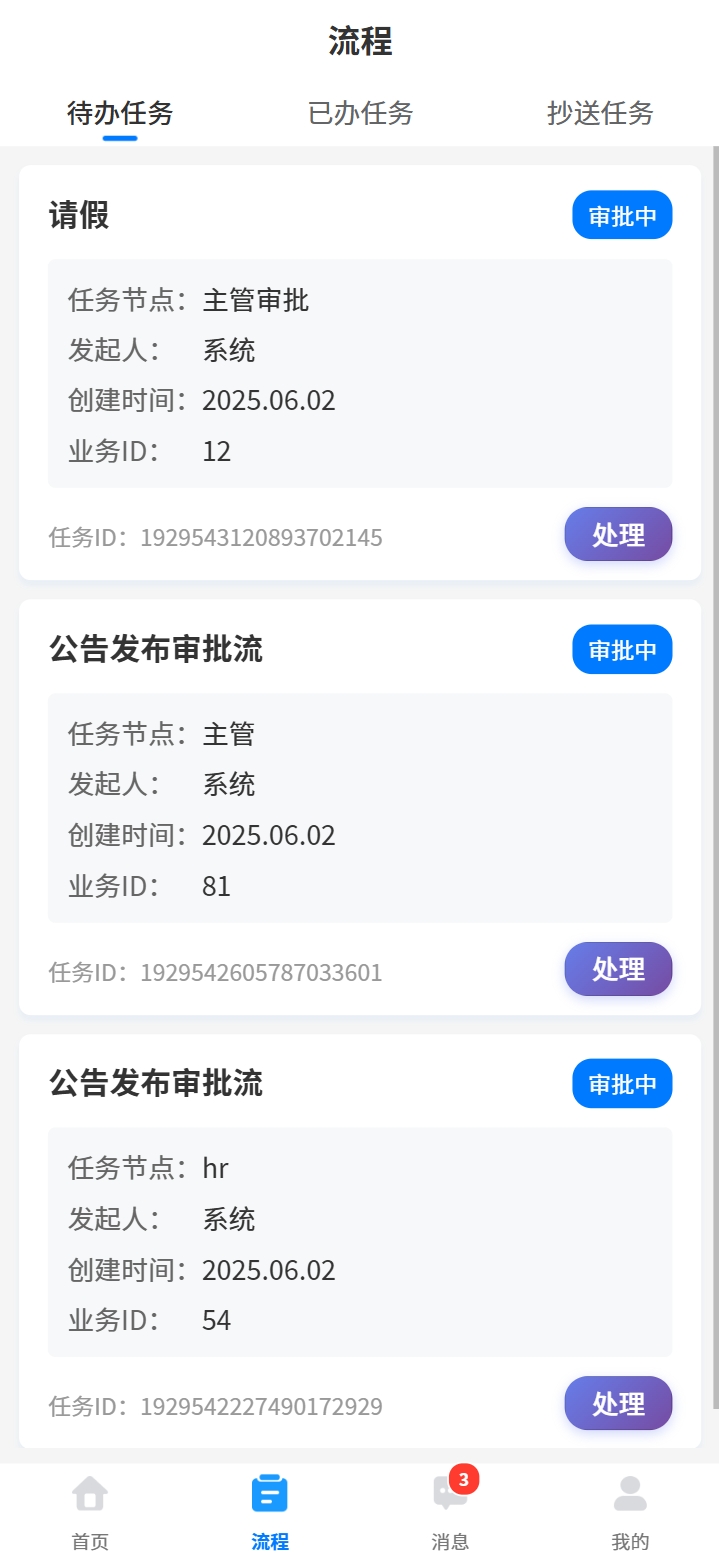 流程
待办任务 已办任务 抄送任务
请假 审批中
任务节点： 主管审批
发起人： 系统
创建时间： 2025.06.02
业务ID： 12
任务ID：1929543120893702145 处理
公告发布审批流 审批中
任务节点： 主管
发起人： 系统
创建时间： 2025.06.02
业务ID： 81
任务ID：1929542605787033601 处理
公告发布审批流 审批中
任务节点： hr
发起人： 系统
创建时间： 2025.06.02
业务ID： 54
任务ID：1929542227490172929 处理
3
首页 流程 消息 我的